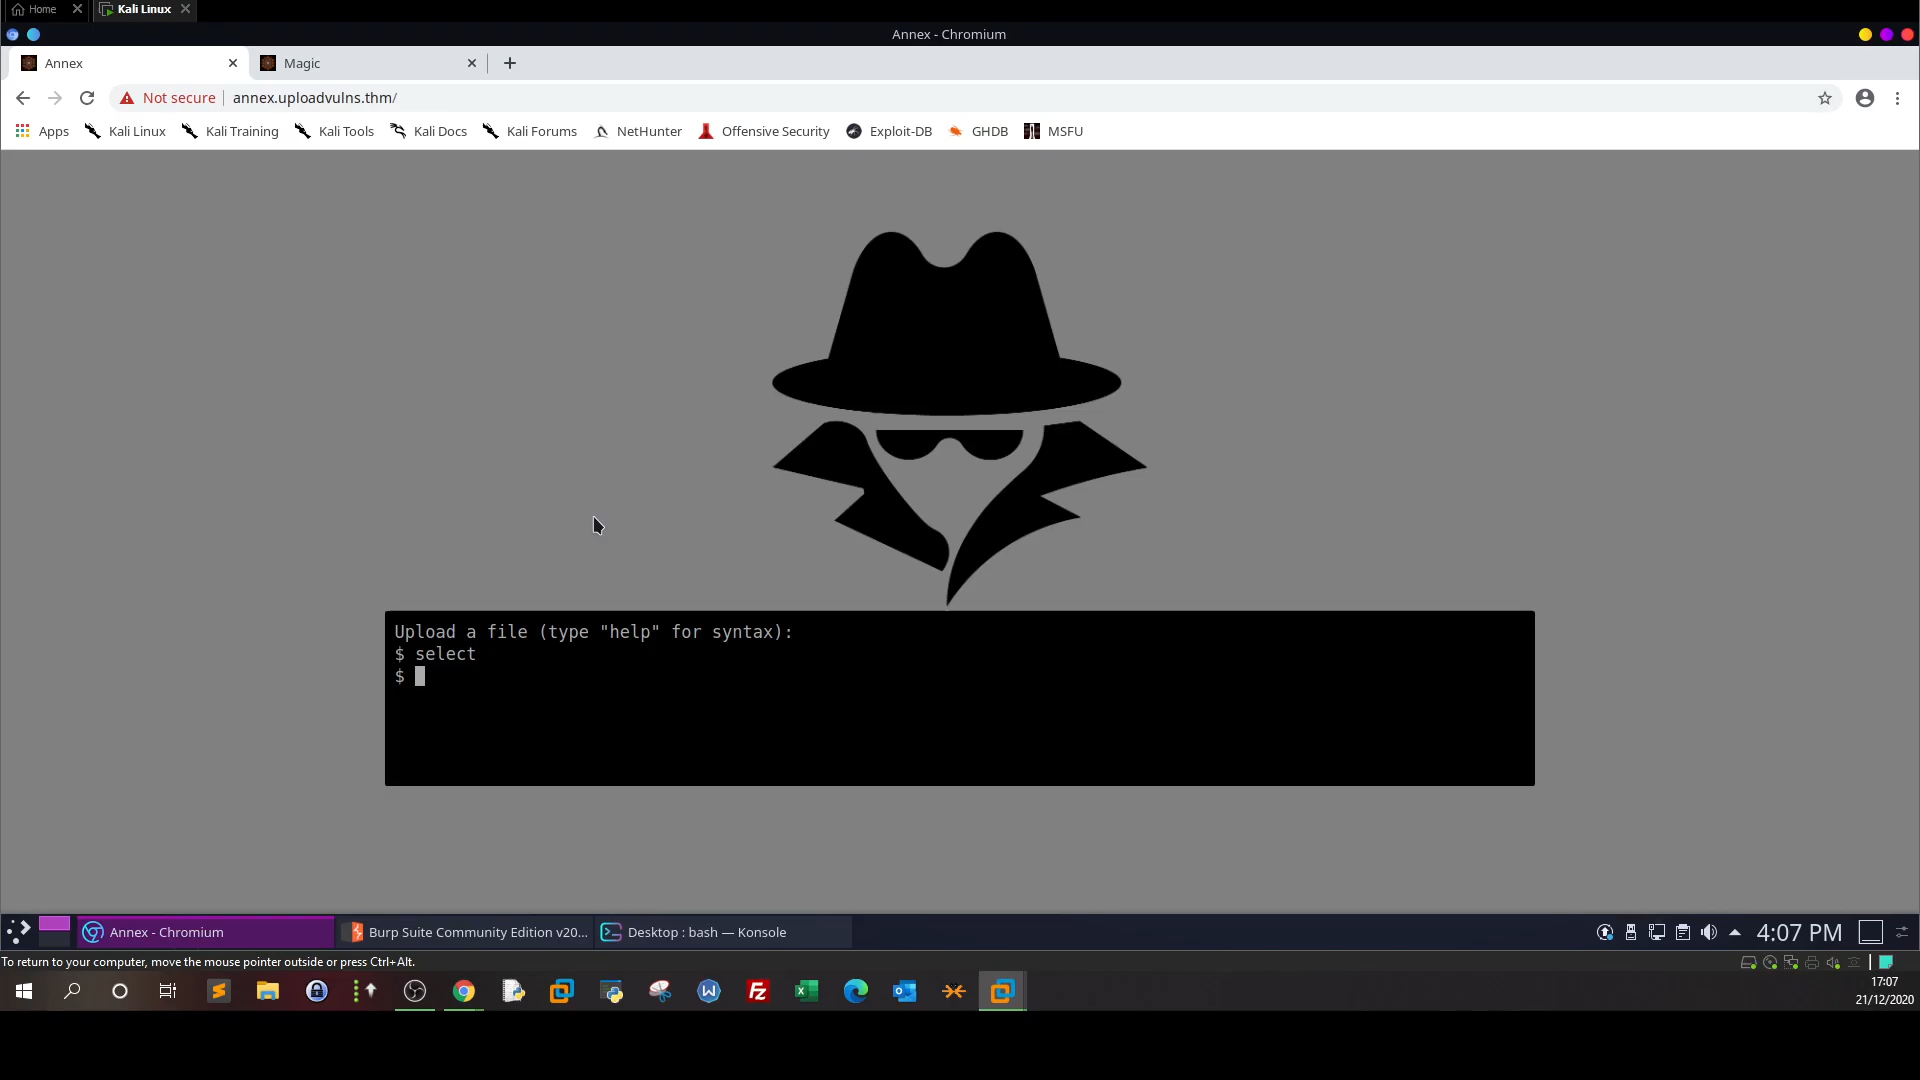 Home
Kali Linux
Annex - Chromium
Annex
Magic
Not secure
annex.uploadvulns.thm/
Apps
Kali Linux
Kali Training
Kali Tools
Kali Docs
Kali Forums
NetHunter
Offensive Security
Exploit-DB
GHDB
MSFU
Upload a file (type "help" for syntax):
$ select
$
Annex - Chromium
Burp Suite Community Edition v20...
Desktop : bash — Konsole
4:07 PM
To return to your computer, move the mouse pointer outside or press Ctrl+Alt.
17:07
21/12/2020